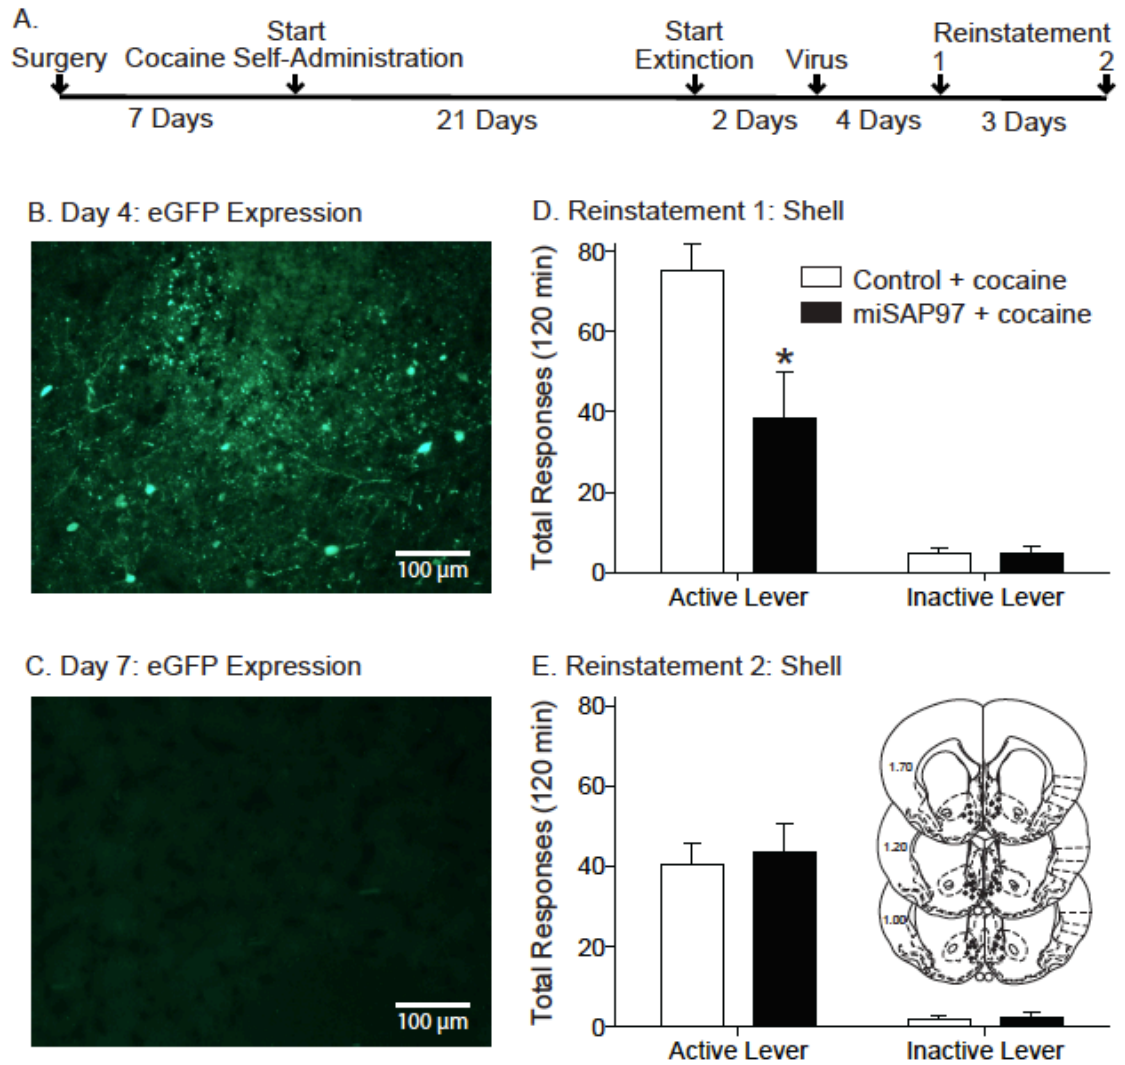 A.
Surgery
Start
Cocaine Self-Administration
Start
Extinction
Virus
Reinstatement
1 2
7 Days 21 Days 2 Days 4 Days 3 Days
B. Day 4: eGFP Expression
100 µm
C. Day 7: eGFP Expression
100 µm
D. Reinstatement 1: Shell
Total Responses (120 min)
80
60
40
20
0
Control + cocaine
miSAP97 + cocaine
*
Active Lever Inactive Lever
E. Reinstatement 2: Shell
Total Responses (120 min)
80
60
40
20
0
1.70
1.20
1.00
Active Lever Inactive Lever